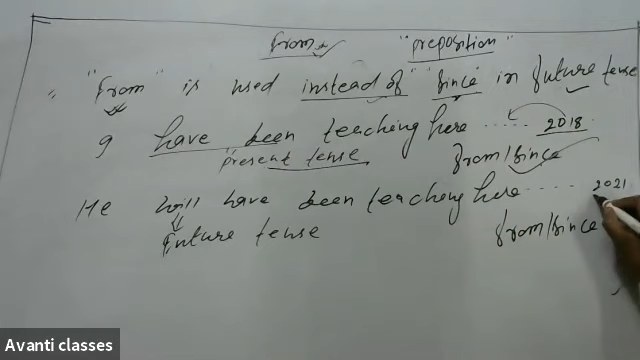 from "preposition"
"from" is used instead of "since" in future tense
I have been teaching here ..... 2018.
"present tense from/since
He will have been teaching here ..... 2021
future tense from/since
Avanti classes